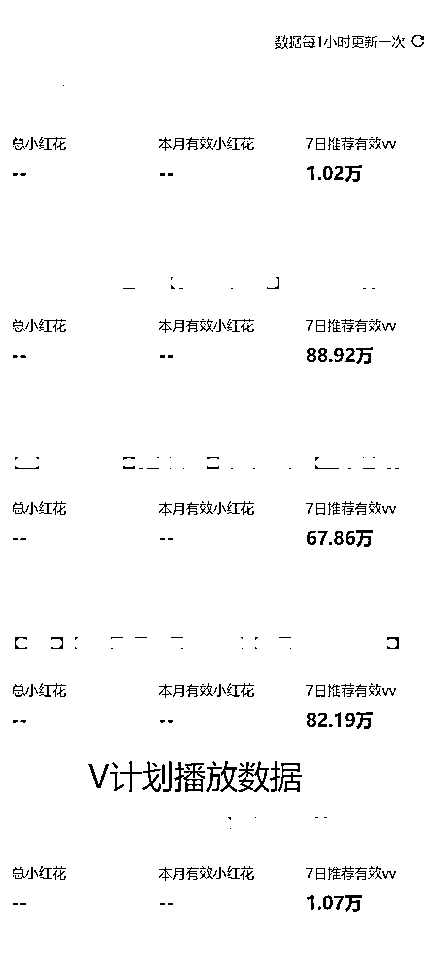 数据每1小时更新一次
总小红花 本月有效小红花 7日推荐有效vv
-- -- 1.02万
总小红花 本月有效小红花 7日推荐有效vv
-- -- 88.92万
总小红花 本月有效小红花 7日推荐有效vv
-- -- 67.86万
总小红花 本月有效小红花 7日推荐有效vv
-- -- 82.19万
V计划播放数据
总小红花 本月有效小红花 7日推荐有效vv
-- -- 1.07万